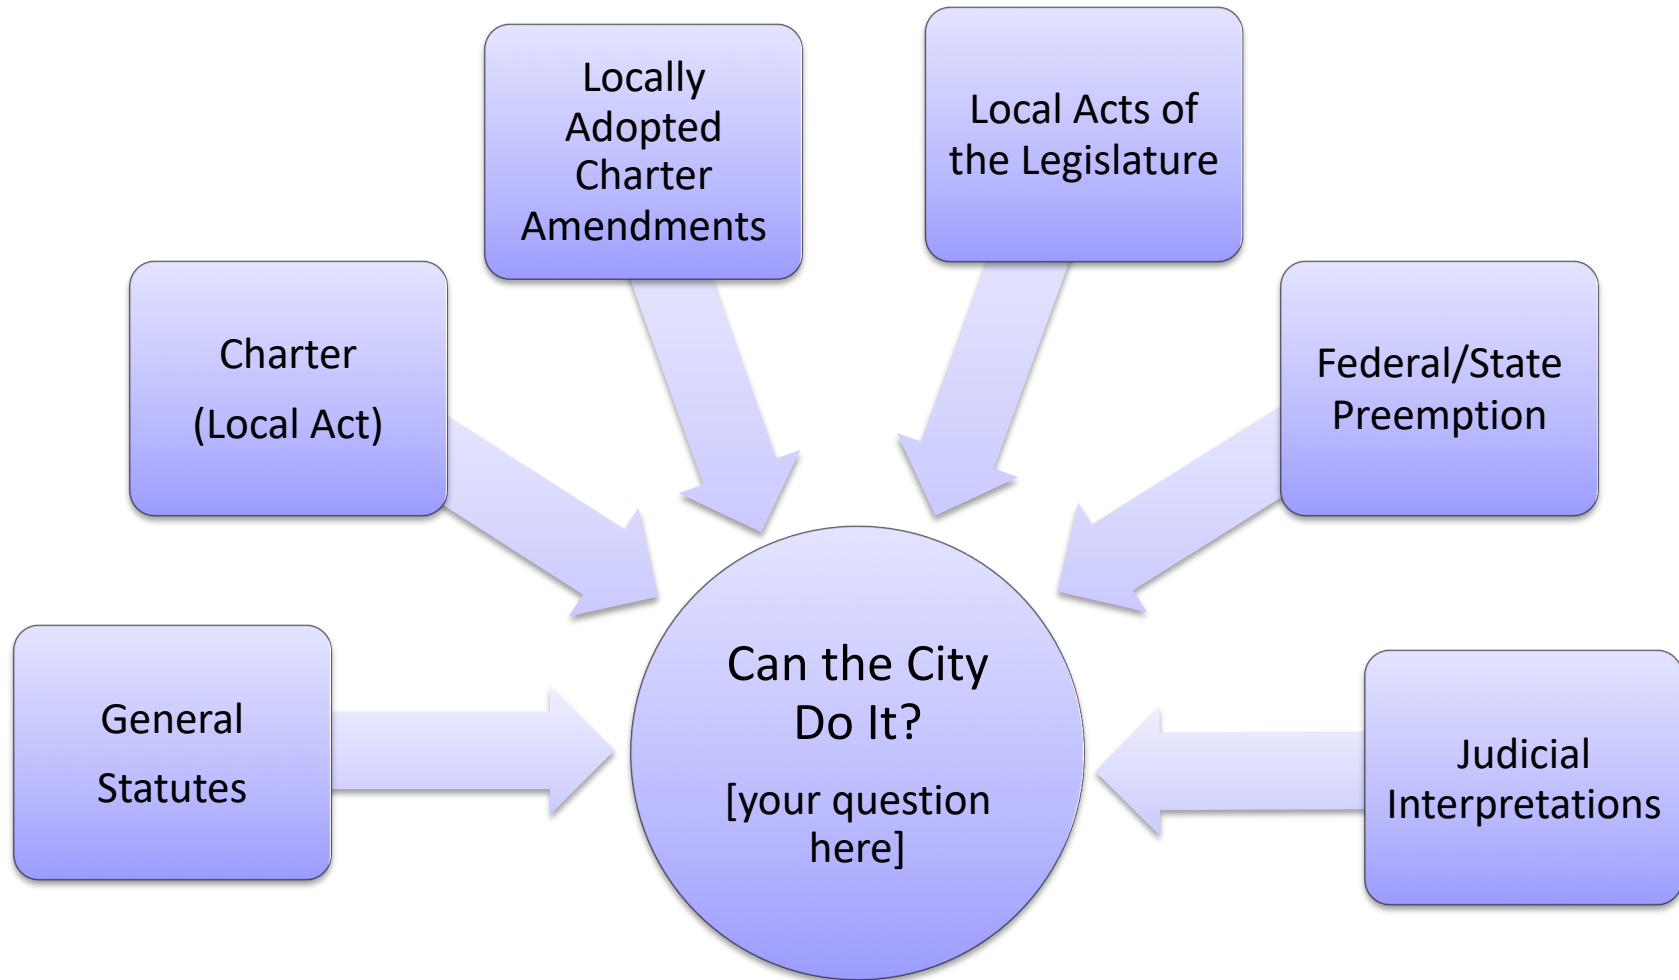 General
Statutes
Charter
(Local Act)
Locally
Adopted
Charter
Amendments
Local Acts of
the Legislature
Federal/State
Preemption
Judicial
Interpretations
Can the City
Do It?
[your question
here]